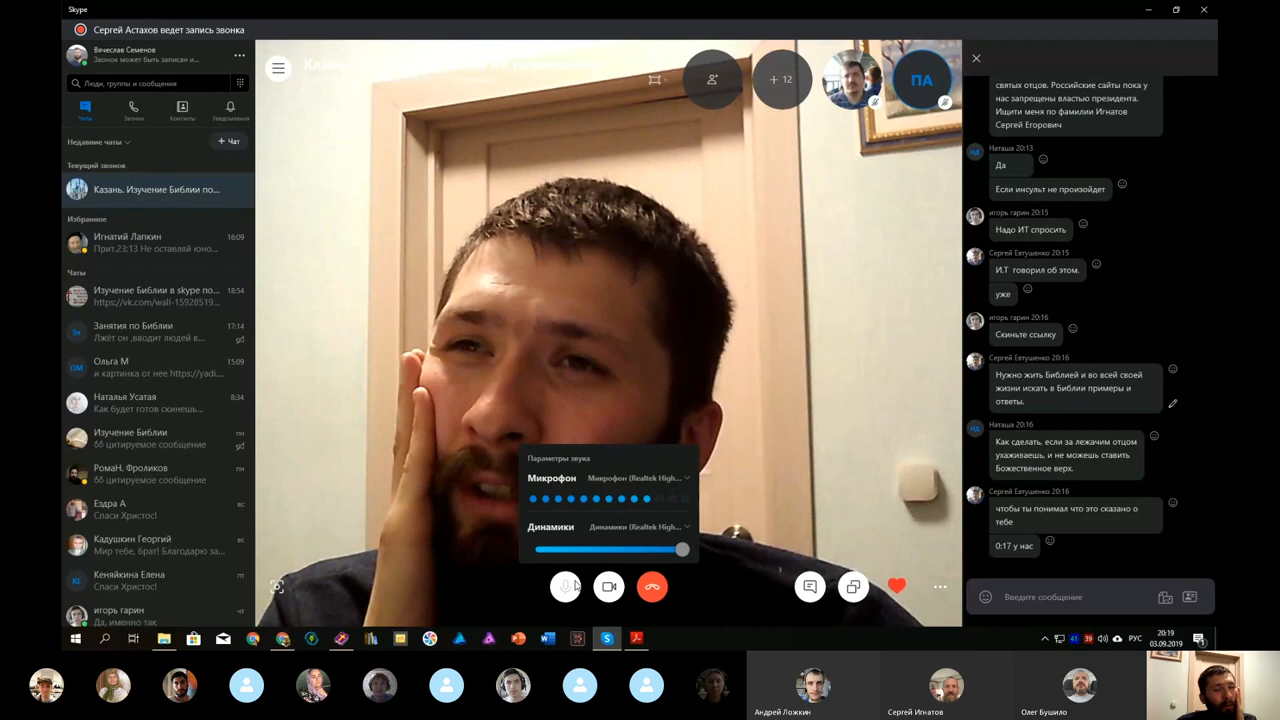 Skype
Сергей Астахов ведет запись звонка
Вячеслав Семенов
Звонок может быть записан и...
Люди, группы и сообщения
Чаты
Звонки
Контакты
Уведомления
Недавние чаты
+ Чат
Текущий звонок
Казань. Изучение Библии по...
Избранное
Игнатий Лапкин
16:09
Прит.23:13 Не оставляй юно...
Чаты
Изучение Библии в skype по...
18:54
https://vk.com/wall-15928519...
Зп
Занятия по Библии
17:14
Лжёт он ,вводит людей в...
ОМ
Ольга М
15:09
и картинка от нее https://yadi...
Наталья Усатая
8:34
Как будет готов скинешь...
Изучение Библии
пн
66 цитируемое сообщение
РомаН. Фроликов
пн
66 цитируемое сообщение
Ездра А
вс
Спаси Христос!
Кадушкин Георгий
вс
Мир тебе, брат! Благодарю за...
КЕ
Кеняйкина Елена
пт
Спаси Христос!
игорь гарин
чт
Да, именно так
+ 12
ПА
Параметры звука
Микрофон
Микрофон (Realtek High...
Динамики
Динамики (Realtek High...
святых отцов. Российские сайты пока у
нас запрещены властью президента.
Ищити меня по фамилии Игнатов
Сергей Егорович
Наташа 20:13
НД
Да
Если инсульт не произойдет
игорь гарин 20:15
Надо ИТ спросить
Сергей Евтушенко 20:15
И.Т говорил об этом.
уже
игорь гарин 20:16
Скиньте ссылку
Сергей Евтушенко 20:16
Нужно жить Библией и во всей своей
жизни искать в Библии примеры и
ответы.
Наташа 20:16
НД
Как сделать, если за лежачим отцом
ухаживаешь, и не можешь ставить
Божественное верх.
Сергей Евтушенко 20:16
чтобы ты понимал что это сказано о
тебе
0:17 у нас
Введите сообщение
41
39
РУС
20:19
03.09.2019
1
Андрей Ложкин
Сергей Игнатов
Олег Бушило